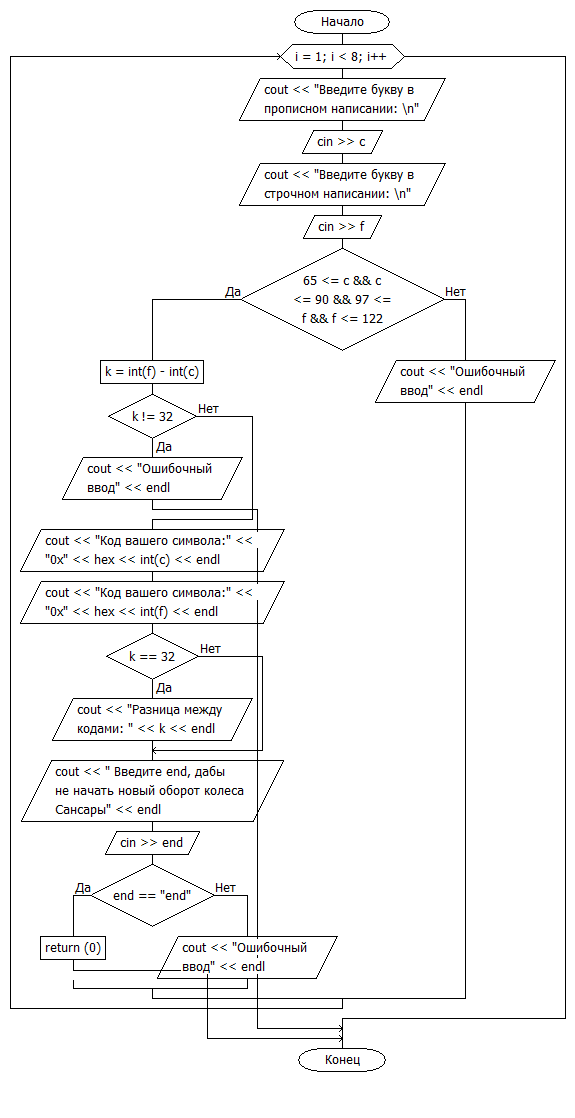 Начало
i = 1; i < 8; i++
cout << "Введите букву в
прописном написании: \n"
cin >> c
cout << "Введите букву в
строчном написании: \n"
cin >> f
65 <= c && c
<= 90 && 97 <=
f && f <= 122
Да
Нет
k = int(f) - int(c)
cout << "Ошибочный
ввод" << endl
k != 32
Нет
Да
cout << "Ошибочный
ввод" << endl
cout << "Код вашего символа:" <<
"0x" << hex << int(c) << endl
cout << "Код вашего символа:" <<
"0x" << hex << int(f) << endl
k == 32
Нет
Да
cout << "Разница между
кодами: " << k << endl
cout << " Введите end, дабы
не начать новый оборот колеса
Сансары" << endl
cin >> end
end == "end"
Да
Нет
return (0)
cout << "Ошибочный
ввод" << endl
Конец